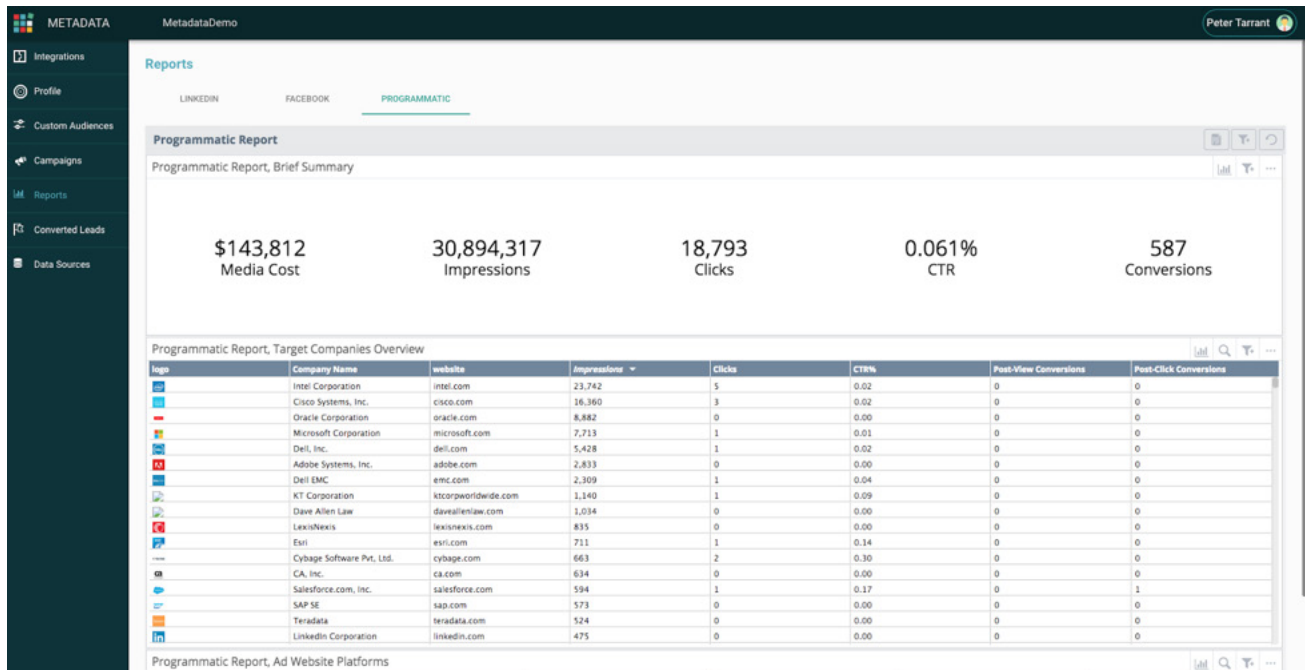 METADATA MetadataDemo Peter Tarrant
Integrations
Profile
Custom Audiences
Campaigns
Reports
Converted Leads
Data Sources
Reports
LINKEDIN FACEBOOK PROGRAMMATIC
Programmatic Report
Programmatic Report, Brief Summary
$143,812 30,894,317 18,793 0.061% 587
Media Cost Impressions Clicks CTR Conversions
Programmatic Report, Target Companies Overview
logo Company Name website Impressions Clicks CTR% Post-View Conversions Post-Click Conversions
Intel Corporation intel.com 23,742 5 0.02 0 0
Cisco Systems, Inc. cisco.com 16,360 3 0.02 0 0
Oracle Corporation oracle.com 8,882 0 0.00 0 0
Microsoft Corporation microsoft.com 7,713 1 0.01 0 0
Dell, Inc. dell.com 5,428 1 0.02 0 0
Adobe Systems, Inc. adobe.com 2,833 0 0.00 0 0
Dell EMC emc.com 2,309 1 0.04 0 0
KT Corporation ktcorpworldwide.com 1,140 1 0.09 0 0
Dave Allen Law daveallenlaw.com 1,034 0 0.00 0 0
LexisNexis lexisnexis.com 835 0 0.00 0 0
Esri esri.com 711 1 0.14 0 0
Cybage Software Pvt, Ltd. cybage.com 663 2 0.30 0 0
CA, Inc. ca.com 634 0 0.00 0 0
Salesforce.com, Inc. salesforce.com 594 1 0.17 0 1
SAP SE sap.com 573 0 0.00 0 0
Teradata teradata.com 524 0 0.00 0 0
LinkedIn Corporation linkedin.com 475 0 0.00 0 0
Programmatic Report, Ad Website Platforms